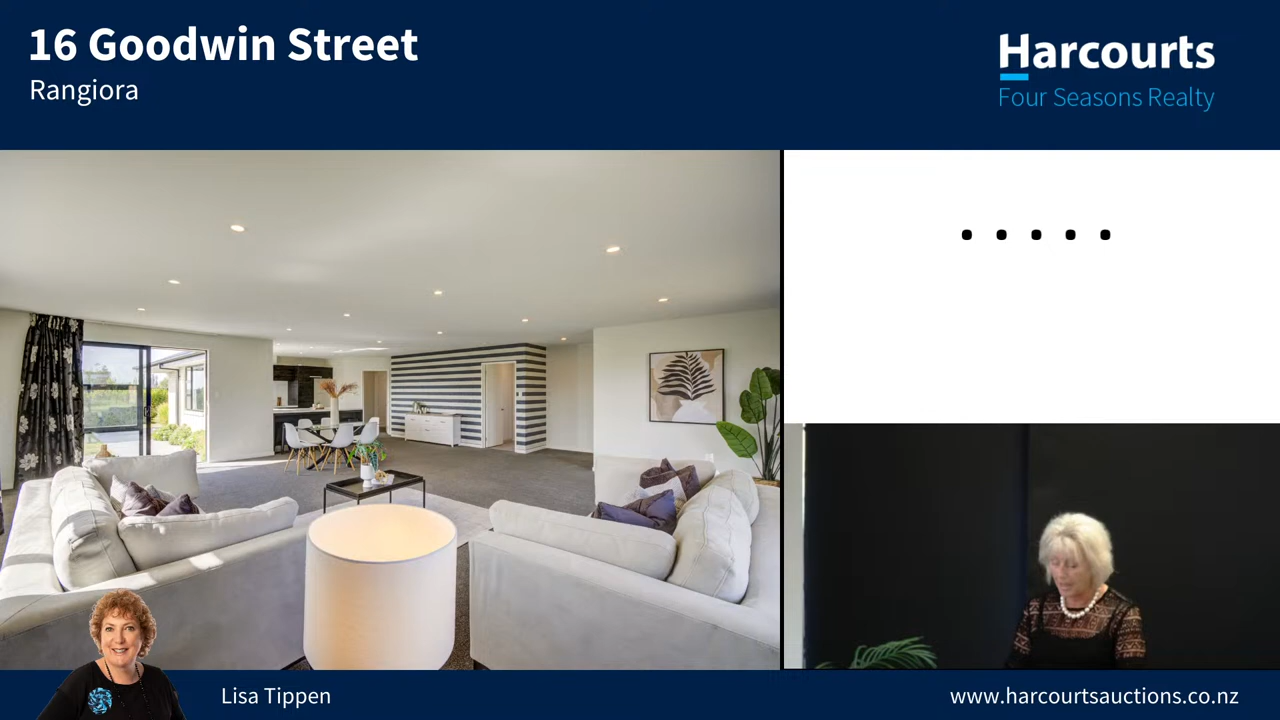 16 Goodwin Street
Rangiora
Harcourts
Four Seasons Realty
Lisa Tippen
www.harcourtsauctions.co.nz